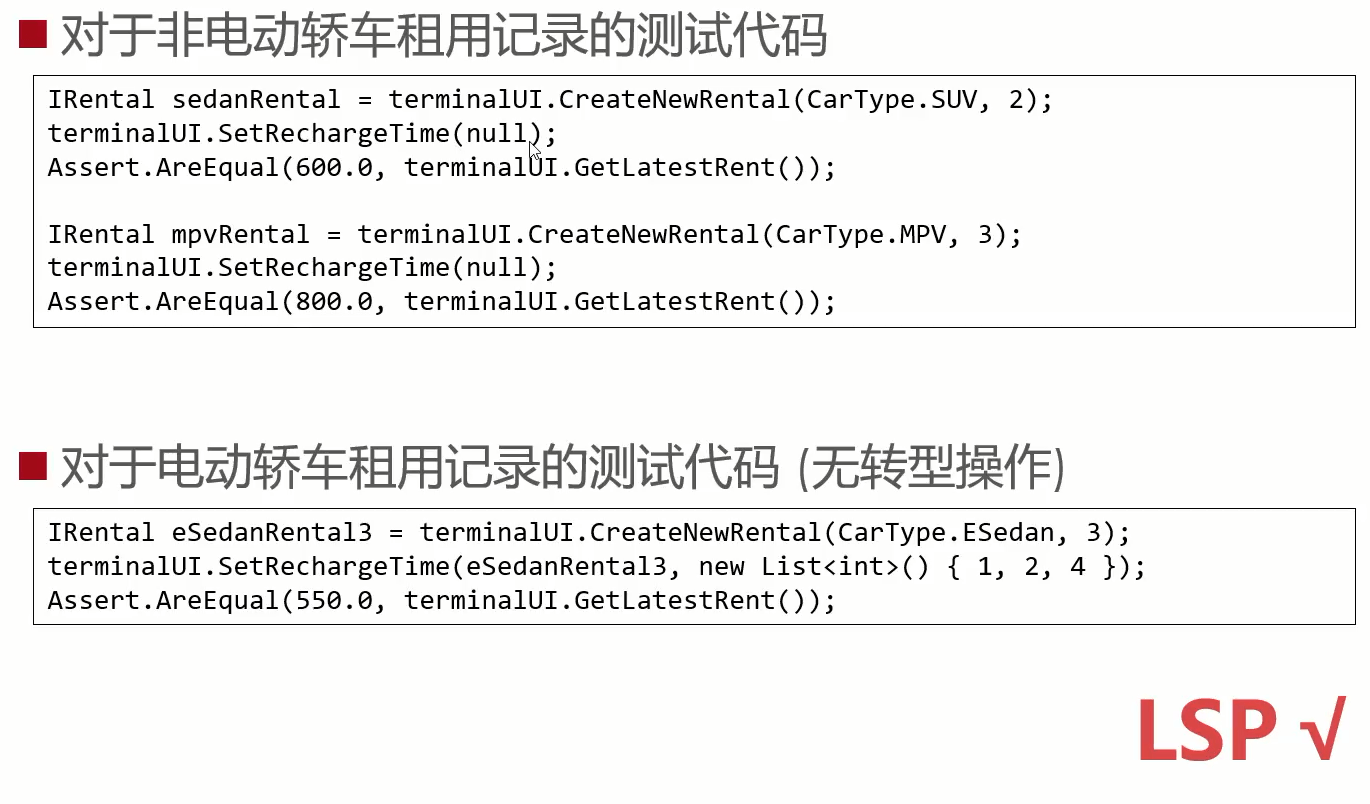 对于非电动轿车租用记录的测试代码
IRental sedanRental = terminalUI.CreateNewRental(CarType.SUV, 2);
terminalUI.SetRechargeTime(null);
Assert.AreEqual(600.0, terminalUI.GetLatestRent());
IRental mpvRental = terminalUI.CreateNewRental(CarType.MPV, 3);
terminalUI.SetRechargeTime(null);
Assert.AreEqual(800.0, terminalUI.GetLatestRent());
对于电动轿车租用记录的测试代码 (无转型操作)
IRental eSedanRental3 = terminalUI.CreateNewRental(CarType.ESedan, 3);
terminalUI.SetRechargeTime(eSedanRental3, new List<int>() { 1, 2, 4 });
Assert.AreEqual(550.0, terminalUI.GetLatestRent());
LSP √